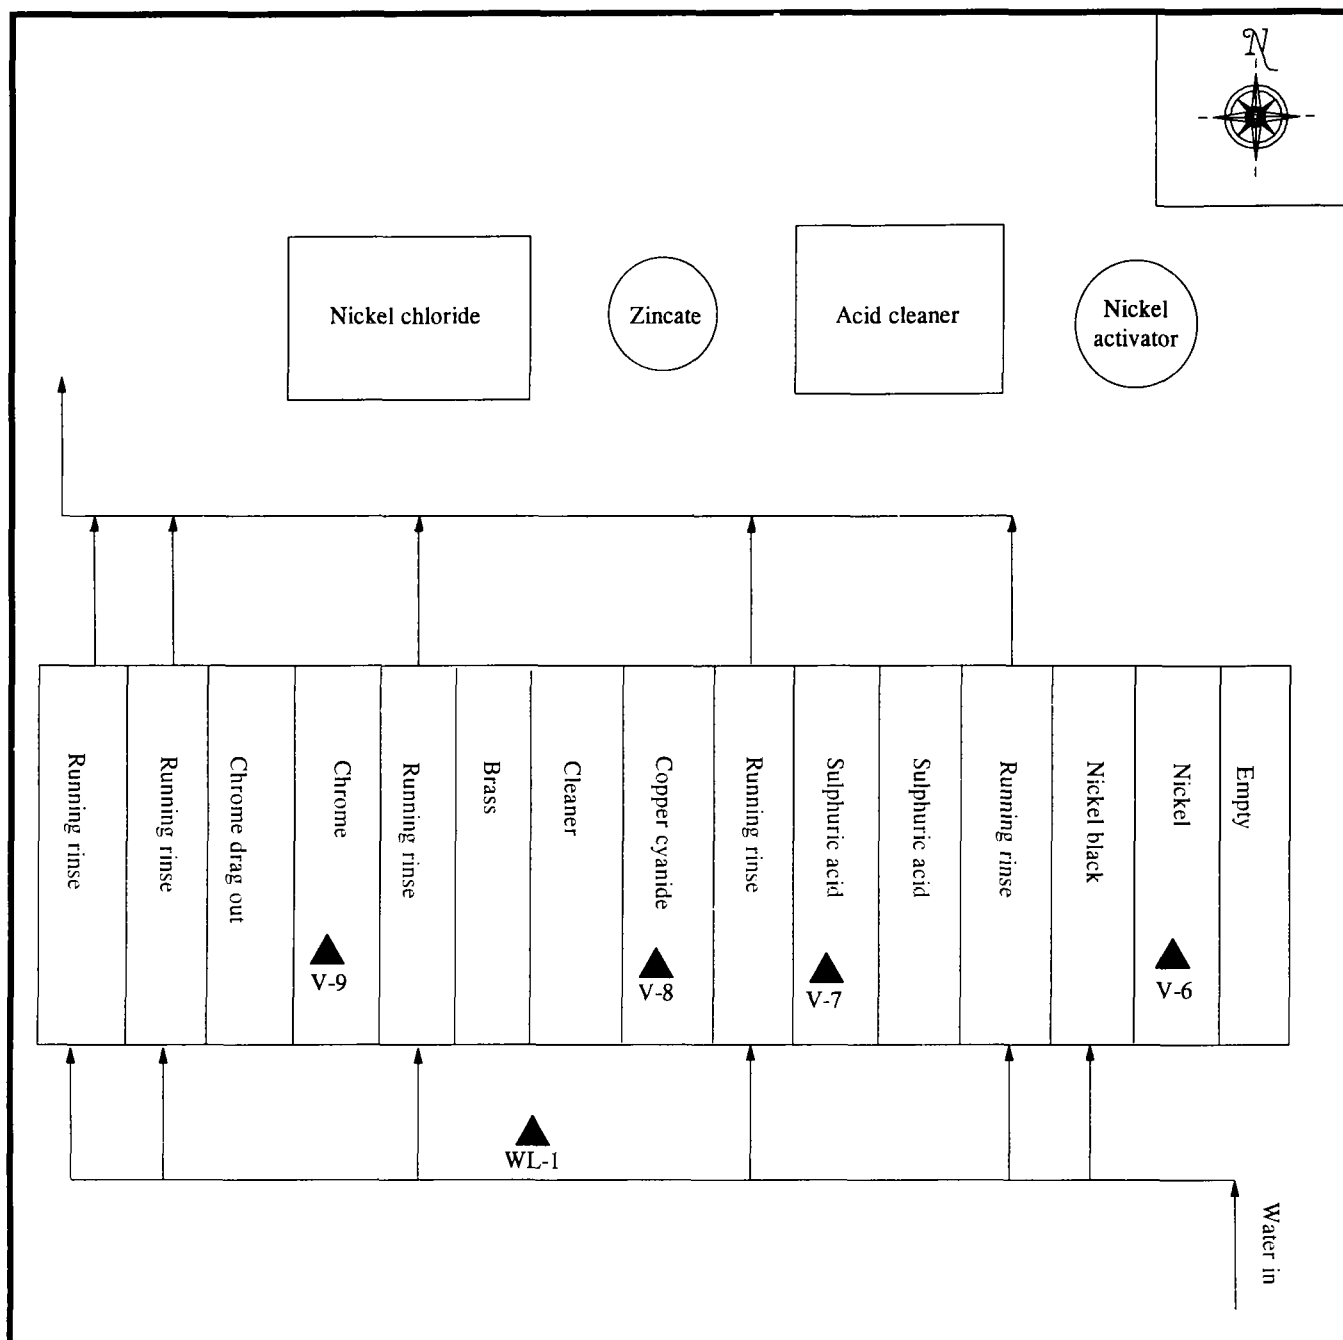 N
Nickel chloride
Zincate
Acid cleaner
Nickel
activator
Running rinse
Running rinse
Chrome drag out
Chrome
Running rinse
Brass
Cleaner
Copper cyanide
Running rinse
Sulphuric acid
Sulphuric acid
Running rinse
Nickel black
Nickel
Empty
V-9
V-8
V-7
V-6
WL-1
Water in